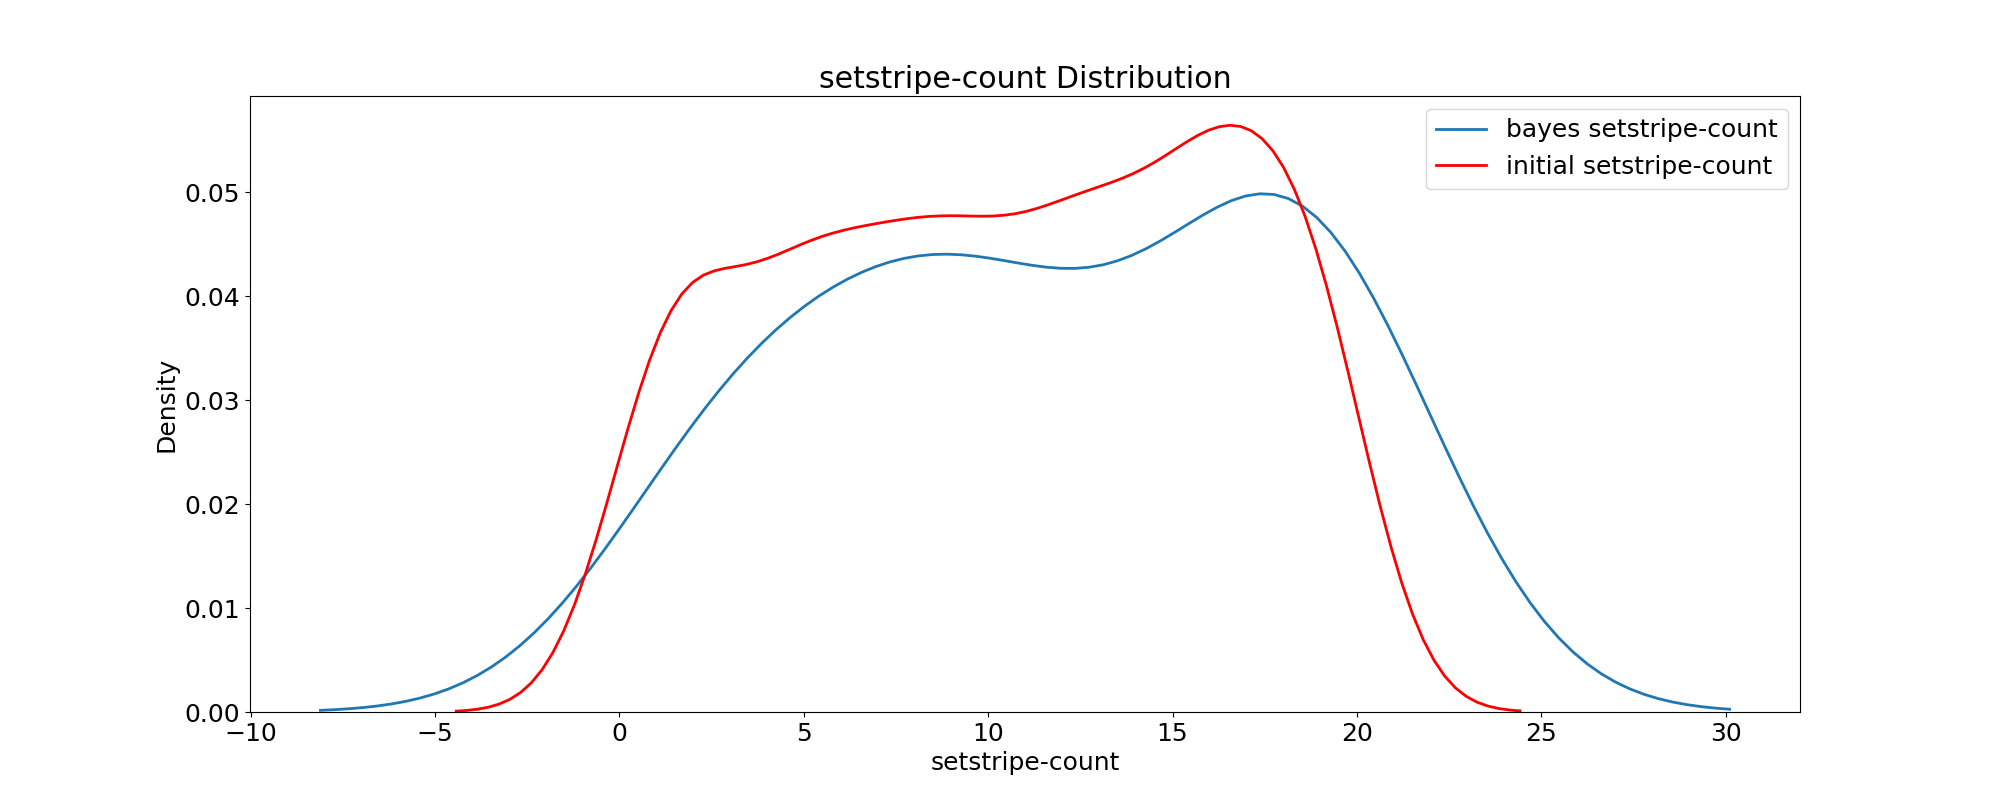 setstripe-count Distribution
bayes setstripe-count
initial setstripe-count
Density
0.05
0.04
0.03
0.02
0.01
0.00
−10 −5 0 5 10 15 20 25 30
setstripe-count